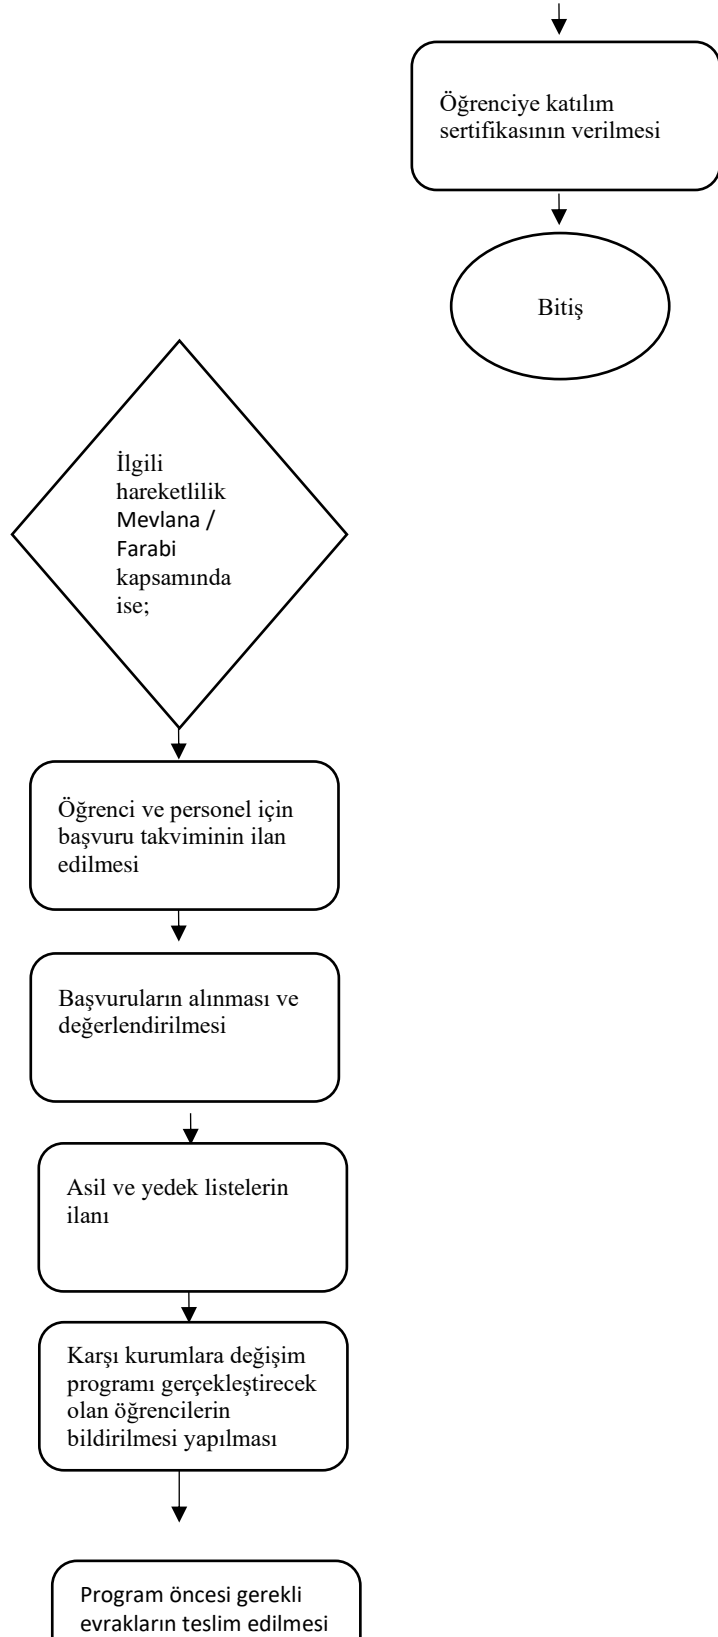 Öğrenciye katılım
sertifikasının verilmesi
Bitiş
İlgili
hareketlilik
Mevlana /
Farabi
kapsamında
ise;
Öğrenci ve personel için
başvuru takviminin ilan
edilmesi
Başvuruların alınması ve
değerlendirilmesi
Asil ve yedek listelerin
ilanı
Karşı kurumlara değişim
programı gerçekleştirecek
olan öğrencilerin
bildirilmesi yapılması
Program öncesi gerekli
evrakların teslim edilmesi